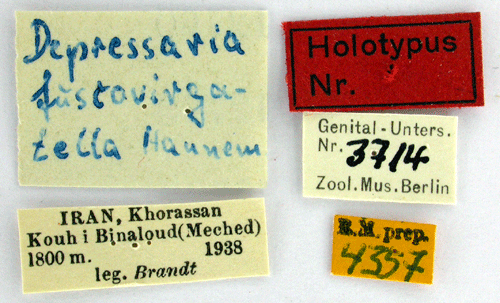 Depressaria
fuscovirga-
tella Hannem
Holotypus
Nr.
Genital-Unters.
Nr. 3714
Zool. Mus. Berlin
IRAN, Khorassan
Kouh i Binaloud (Meched)
1800 m. 1938
leg. Brandt
R.M. prep.
4357